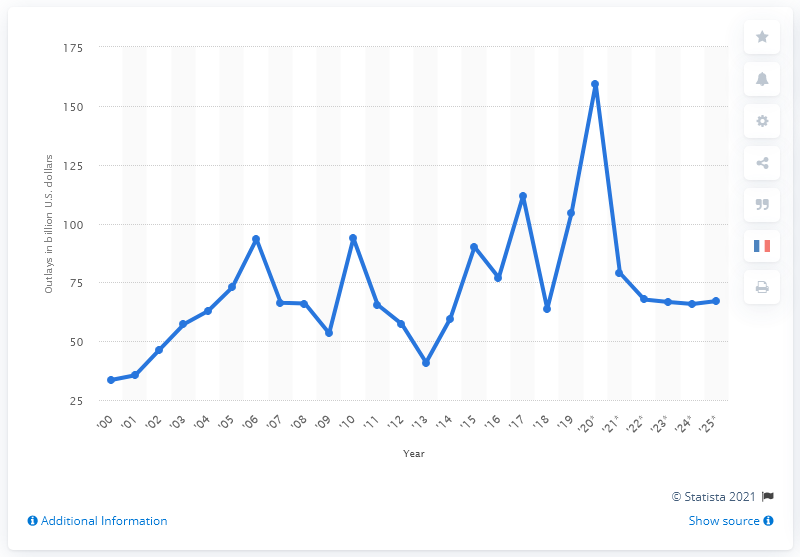 175
150
125
100
75
50
25
Outlays in billion U.S. dollars
'00 '01 '02 '03 '04 '05 '06 '07 '08 '09 '10 '11 '12 '13 '14 '15 '16 '17 '18 '19 '20* '21* '22* '23* '24* '25*
Year
© Statista 2021
Additional Information
Show source